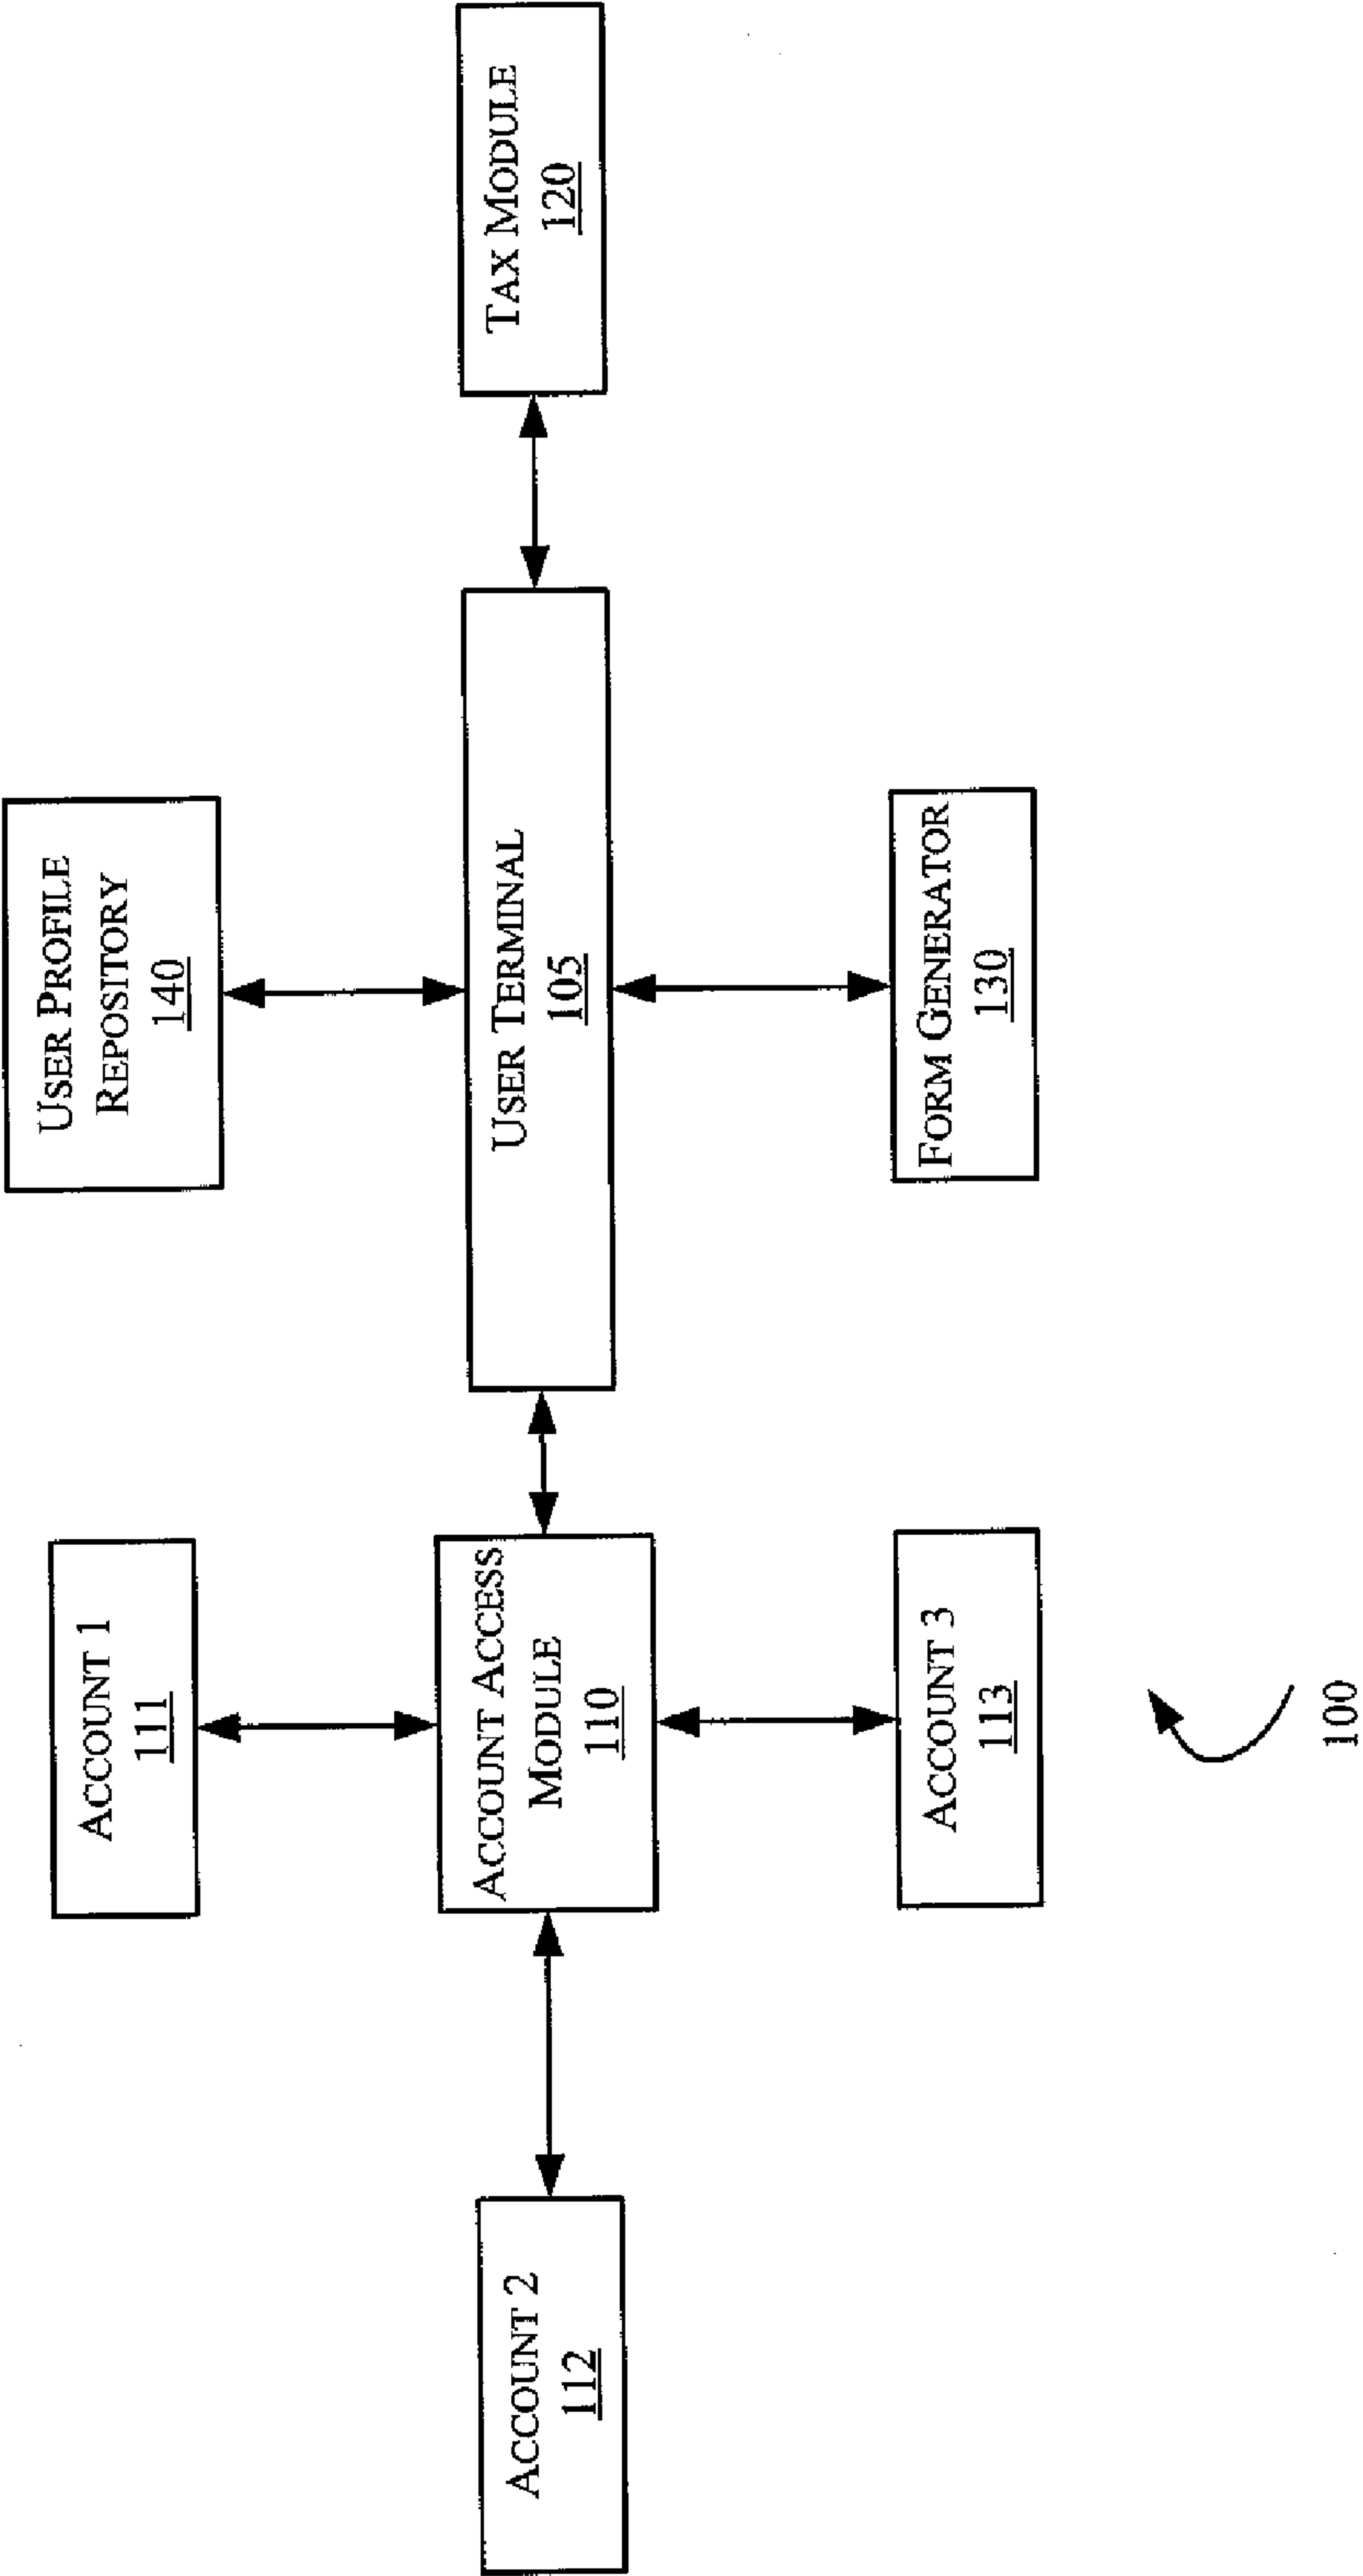 USER PROFILE
REPOSITORY
140
ACCOUNT 1
111
ACCOUNT 2
112
ACCOUNT ACCESS
MODULE
110
USER TERMINAL
105
TAX MODULE
120
ACCOUNT 3
113
FORM GENERATOR
130
100